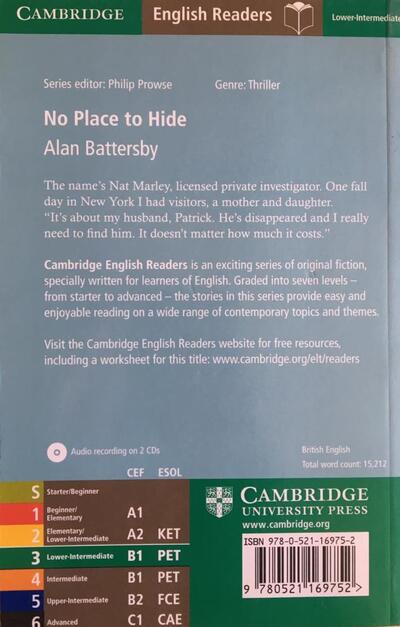 CAMBRIDGE English Readers Lower-Intermediate
Series editor: Philip Prowse Genre: Thriller
No Place to Hide
Alan Battersby
The name's Nat Marley, licensed private investigator. One fall
day in New York I had visitors, a mother and daughter.
"It's about my husband, Patrick. He's disappeared and I really
need to find him. It doesn't matter how much it costs."
Cambridge English Readers is an exciting series of original fiction,
specially written for learners of English. Graded into seven levels –
from starter to advanced – the stories in this series provide easy and
enjoyable reading on a wide range of contemporary topics and themes.
Visit the Cambridge English Readers website for free resources,
including a worksheet for this title: www.cambridge.org/elt/readers
Audio recording on 2 CDs
British English
Total word count: 15,212
CEF ESOL
S Starter/Beginner
1 Beginner/
Elementary A1
2 Elementary/
Lower-Intermediate A2 KET
3 Lower-Intermediate B1 PET
4 Intermediate B1 PET
5 Upper-Intermediate B2 FCE
6 Advanced C1 CAE
CAMBRIDGE
UNIVERSITY PRESS
www.cambridge.org
ISBN 978-0-521-16975-2
9 780521 169752 >